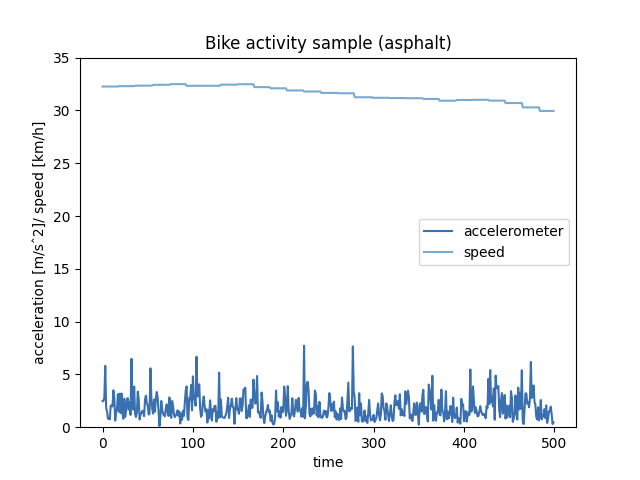 Bike activity sample (asphalt)
35
30
25
20
15
10
5
0
acceleration [m/s^2]/ speed [km/h]
accelerometer
speed
0 100 200 300 400 500
time